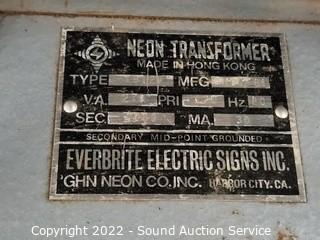 NEON TRANSFORMER
MADE IN HONG KONG
TYPE MFG
V.A. PRI Hz
SEC. MA.
SECONDARY MID-POINT GROUNDED
EVERBRITE ELECTRIC SIGNS INC.
GHN NEON CO., INC. HARBOR CITY, CA.
Copyright 2022 - Sound Auction Service